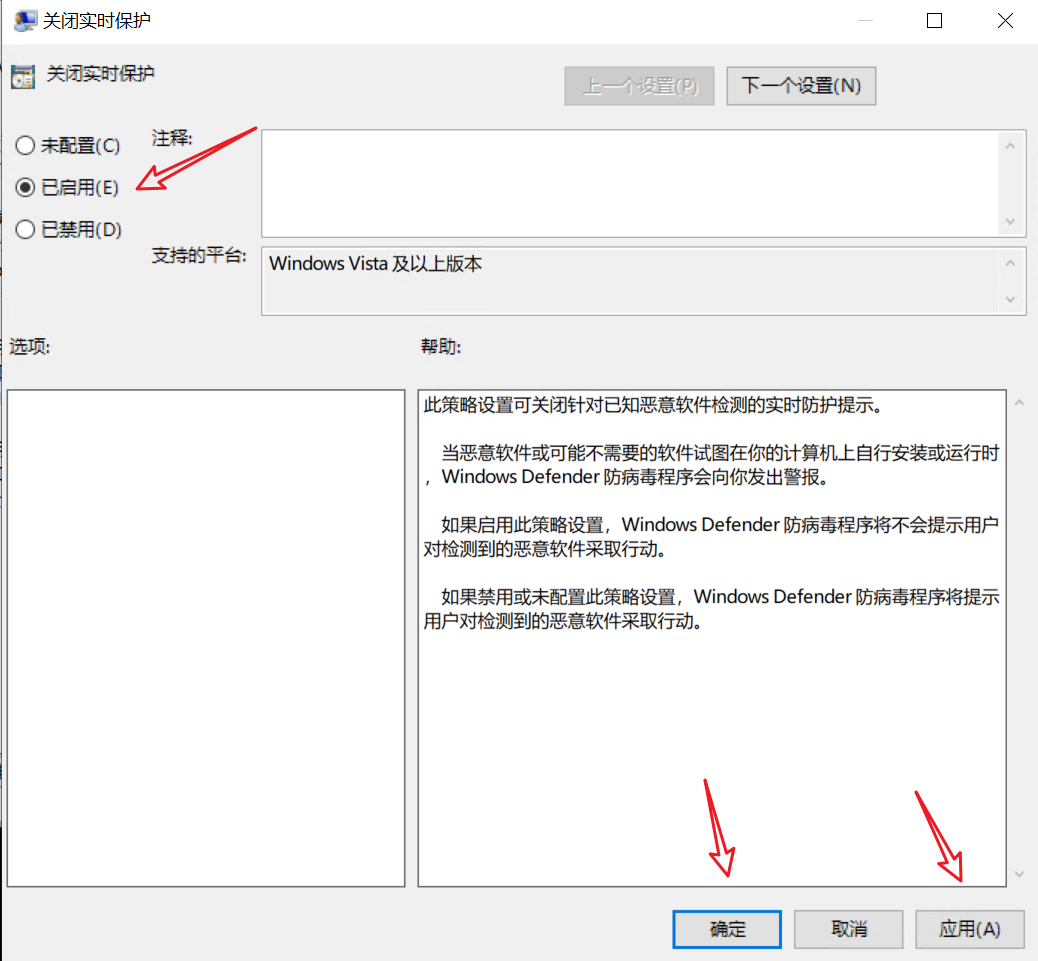 关闭实时保护
关闭实时保护
上一个设置(P)
下一个设置(N)
未配置(C)
注释:
已启用(E)
已禁用(D)
支持的平台:
Windows Vista 及以上版本
选项:
帮助:
此策略设置可关闭针对已知恶意软件检测的实时防护提示。
当恶意软件或可能不需要的软件试图在你的计算机上自行安装或运行时
，Windows Defender 防病毒程序会向你发出警报。
如果启用此策略设置，Windows Defender 防病毒程序将不会提示用户
对检测到的恶意软件采取行动。
如果禁用或未配置此策略设置，Windows Defender 防病毒程序将提示
用户对检测到的恶意软件采取行动。
确定
取消
应用(A)